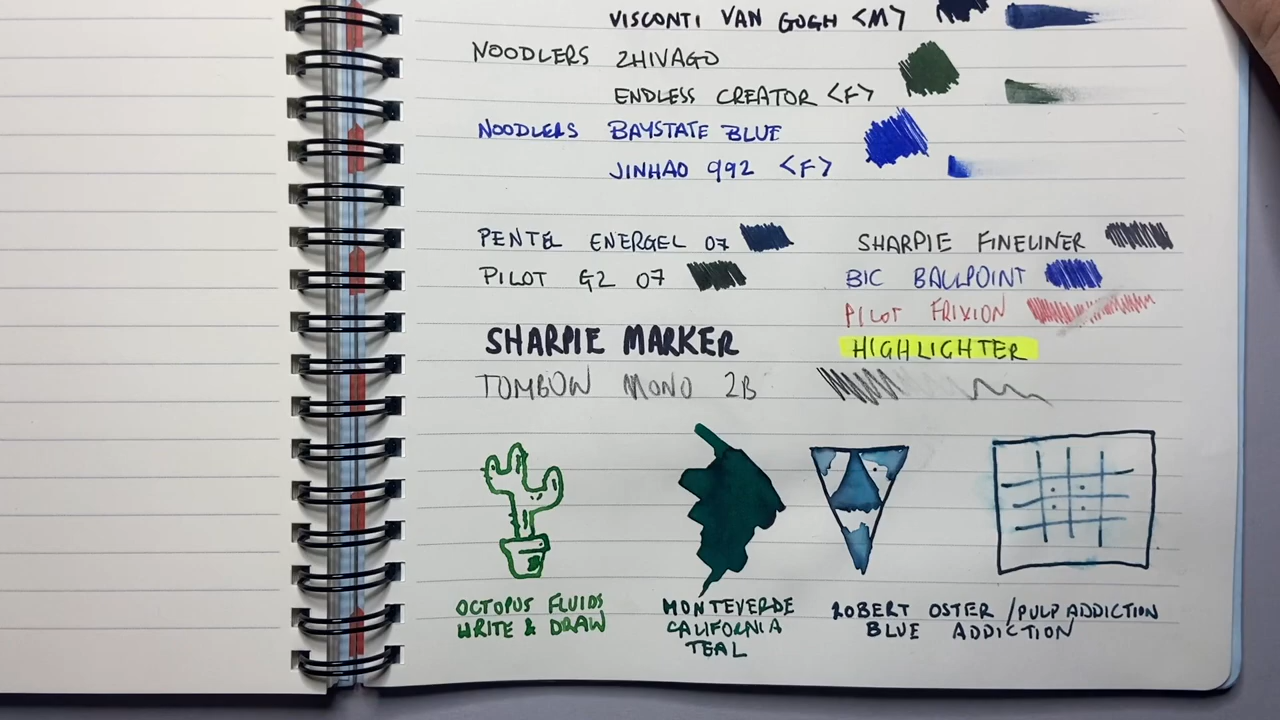 VISCONTI VAN GOGH <M>
NOODLERS ZHIVAGO
ENDLESS CREATOR <F>
NOODLERS BAYSTATE BLUE
JINHAO 992 <F>
PENTEL ENERGEL 07
SHARPIE FINELINER
PILOT G2 07
BIC BALLPOINT
PILOT FRIXION
SHARPIE MARKER
HIGHLIGHTER
TOMBOW MONO 2B
OCTOPUS FLUIDS
WRITE & DRAW
MONTEVERDE
CALIFORNIA
TEAL
ROBERT OSTER / PULP ADDICTION
BLUE ADDICTION